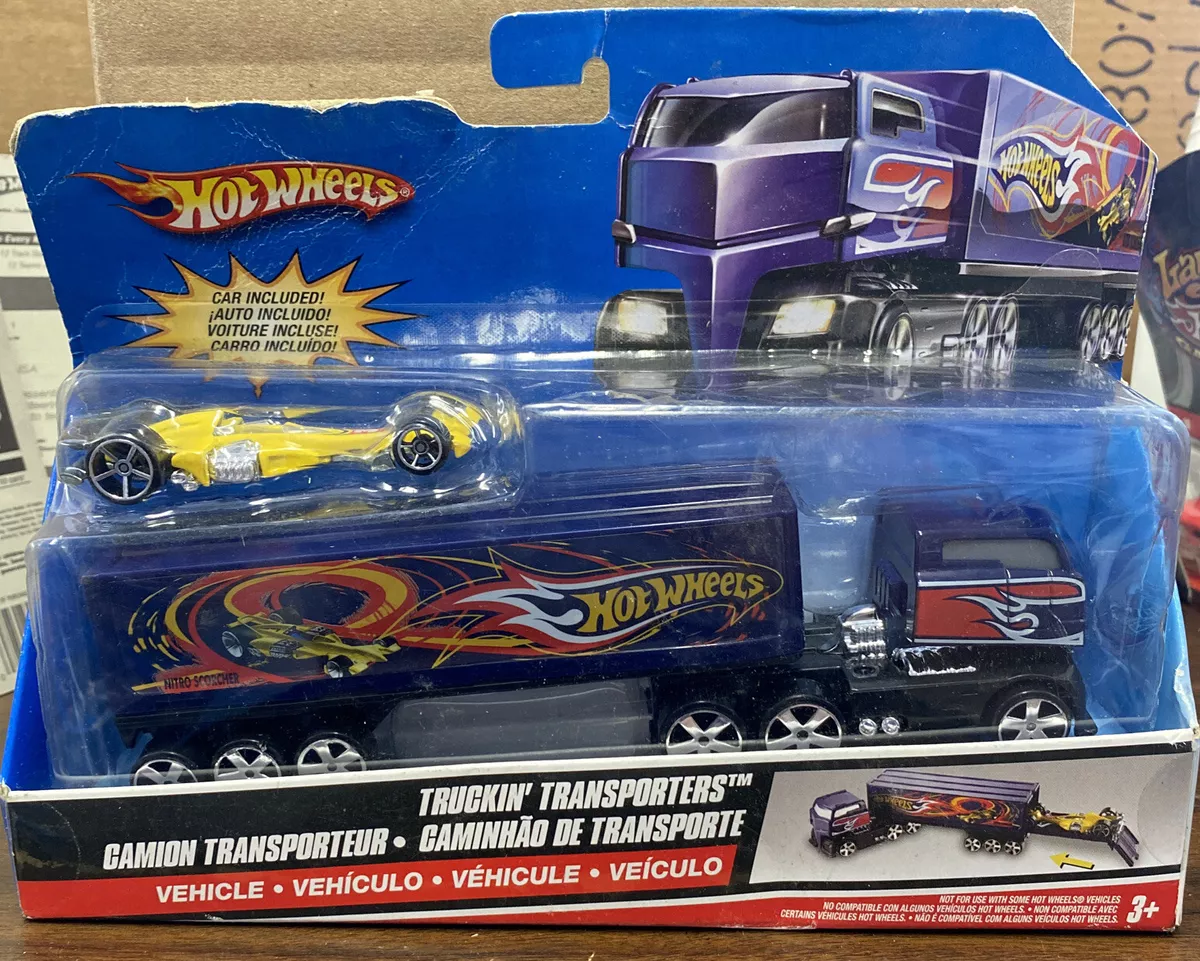 HOT WHEELS®
CAR INCLUDED!
¡AUTO INCLUIDO!
VOITURE INCLUSE!
CARRO INCLUÍDO!
HOT WHEELS
HOT WHEELS
NITRO SCORCHER
TRUCKIN' TRANSPORTERS™
CAMION TRANSPORTEUR • CAMINHÃO DE TRANSPORTE
VEHICLE • VEHÍCULO • VÉHICULE • VEÍCULO
HOT WHEELS
NOT FOR USE WITH SOME HOT WHEELS® VEHICLES
NO COMPATIBLE CON ALGUNOS VEHÍCULOS HOT WHEELS. • NON COMPATIBLE AVEC
CERTAINS VÉHICULES HOT WHEELS. • NÃO É COMPATÍVEL COM ALGUNS VEÍCULOS HOT WHEELS.
3+